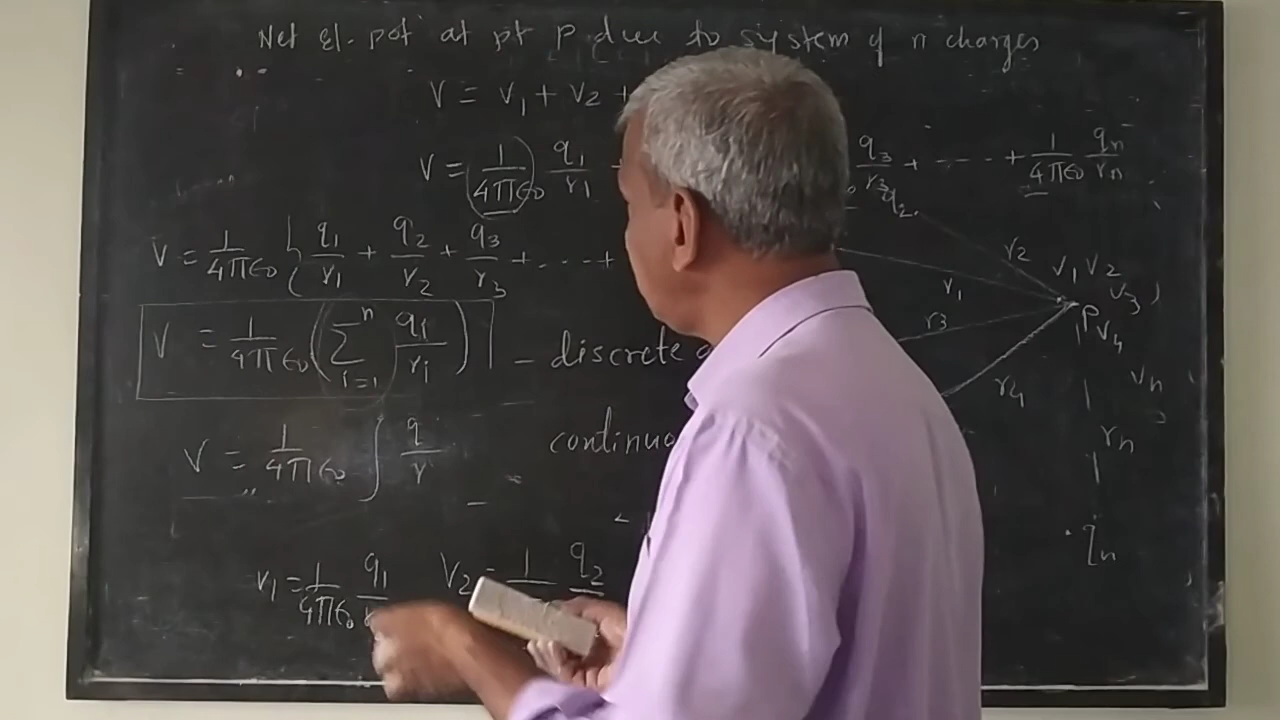 Net El. pot at pt P due to system of n charges
V = V₁ + V₂ +
V = 1/4πϵ₀ q₁/r₁ q₃/r₃ + ---- + 1/4πϵ₀ qₙ/rₙ
q₂
V = 1/4πϵ₀ ( q₁/r₁ + q₂/r₂ + q₃/r₃ + ....+
r₂ V₁ V₂
r₁ V₃
P V₄
r₃
V = 1/4πϵ₀ ( Σⁿᵢ₌₁ qᵢ/rᵢ ) – discrete
r₄ Vₙ
V = 1/4πϵ₀ ∫ q/r continuo
rₙ
qₙ
V₁ = 1/4πϵ₀ q₁ V₂ = 1 q₂